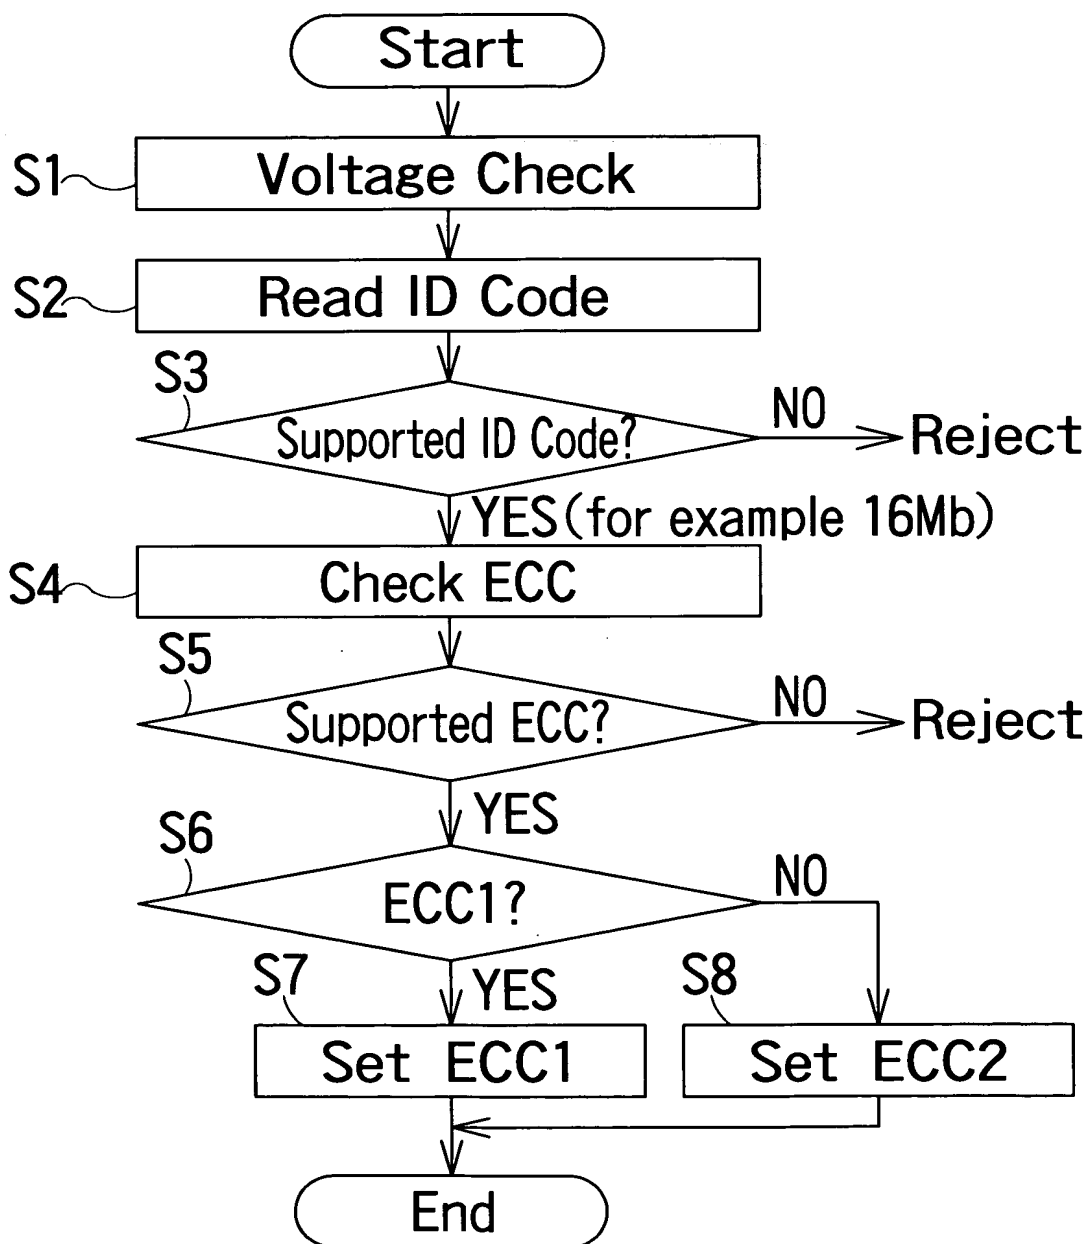 Start
S1
Voltage Check
S2
Read ID Code
S3
Supported ID Code?
NO
Reject
YES(for example 16Mb)
S4
Check ECC
S5
Supported ECC?
NO
Reject
YES
S6
ECC1?
NO
S7
YES
S8
Set ECC1
Set ECC2
End